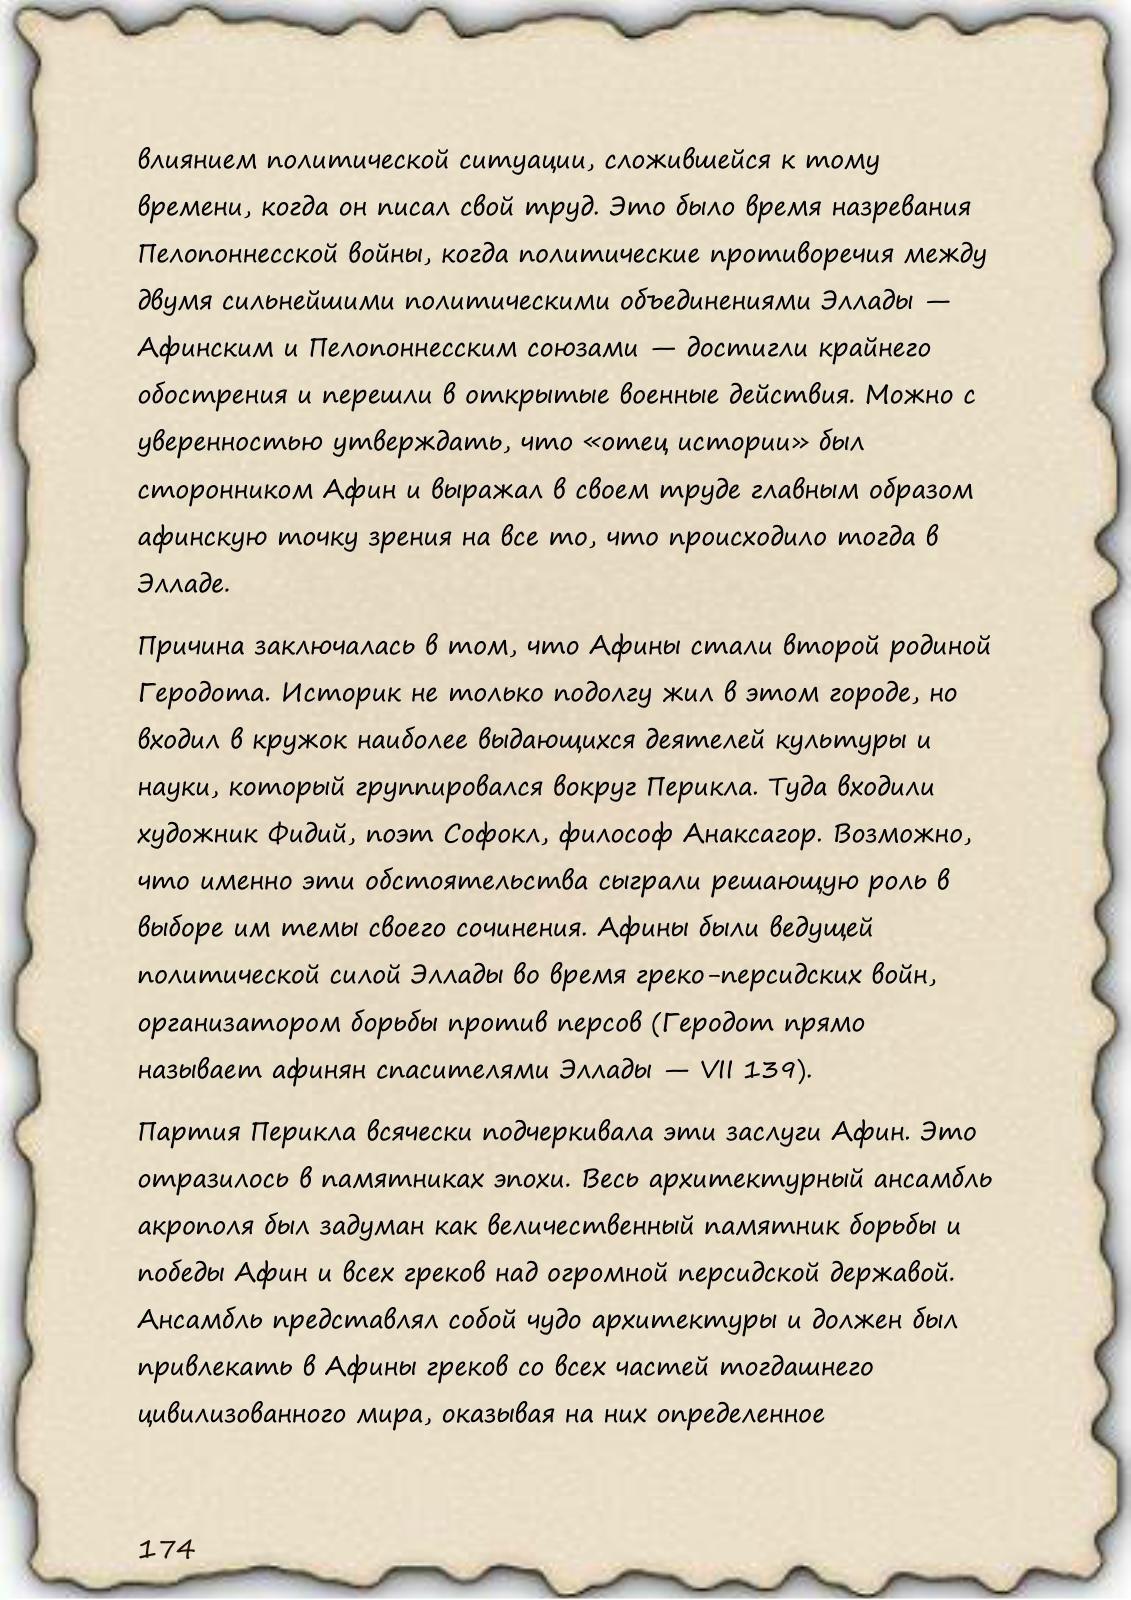 влиянием политической ситуации, сложившейся к тому
времени, когда он писал свой труд. Это было время назревания
Пелопоннесской войны, когда политические противоречия между
двумя сильнейшими политическими объединениями Эллады —
Афинским и Пелопоннесским союзами — достигли крайнего
обострения и перешли в открытые военные действия. Можно с
уверенностью утверждать, что «отец истории» был
сторонником Афин и выражал в своем труде главным образом
афинскую точку зрения на все то, что происходило тогда в
Элладе.
Причина заключалась в том, что Афины стали второй родиной
Геродота. Историк не только подолгу жил в этом городе, но
входил в кружок наиболее выдающихся деятелей культуры и
науки, который группировался вокруг Перикла. Туда входили
художник Фидий, поэт Софокл, философ Анаксагор. Возможно,
что именно эти обстоятельства сыграли решающую роль в
выборе им темы своего сочинения. Афины были ведущей
политической силой Эллады во время греко-персидских войн,
организатором борьбы против персов (Геродот прямо
называет афинян спасителями Эллады — VII 139).
Партия Перикла всячески подчеркивала эти заслуги Афин. Это
отразилось в памятниках эпохи. Весь архитектурный ансамбль
акрополя был задуман как величественный памятник борьбы и
победы Афин и всех греков над огромной персидской державой.
Ансамбль представлял собой чудо архитектуры и должен был
привлекать в Афины греков со всех частей тогдашнего
цивилизованного мира, оказывая на них определенное
174